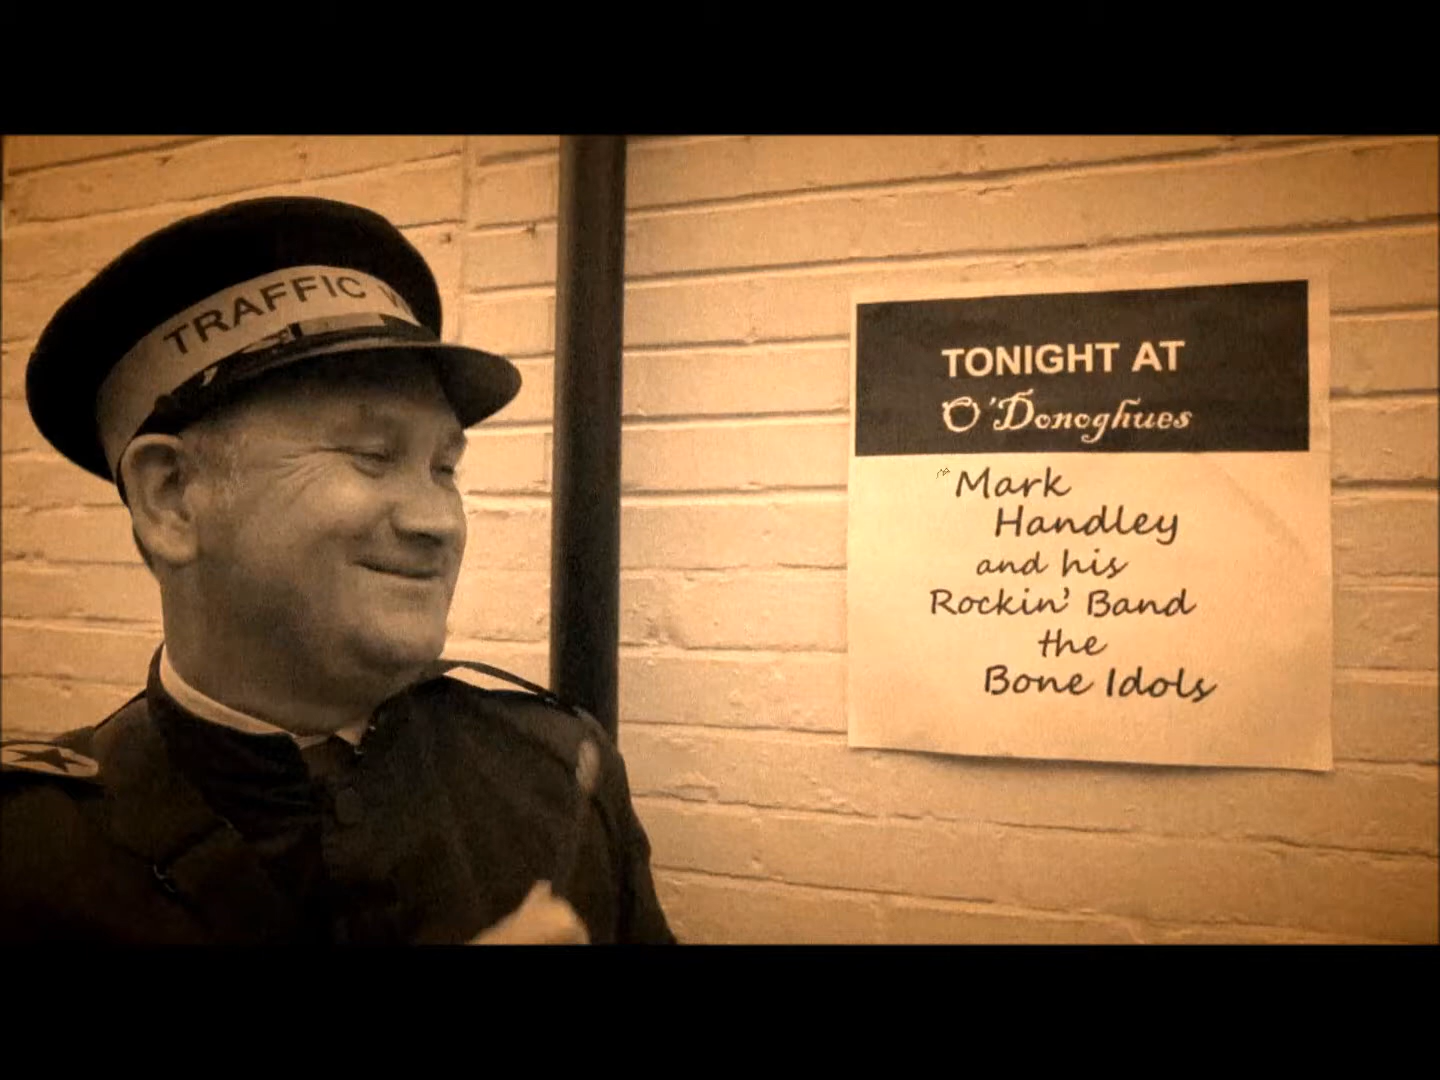 TRAFFIC
TONIGHT AT
O'Donoghues
Mark
Handley
and his
Rockin' Band
the
Bone Idols